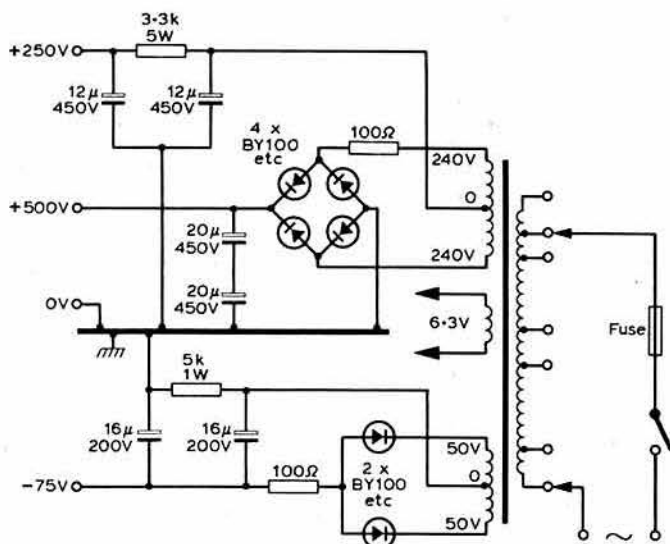 3·3k
5W
+250V
12μ
450V
12μ
450V
4 x
BY100
etc
100Ω
240V
0
240V
+500V
20μ
450V
20μ
450V
0V
6·3V
Fuse
5k
1W
16μ
200V
16μ
200V
50V
0
50V
100Ω
2 x
BY100
etc
-75V
~